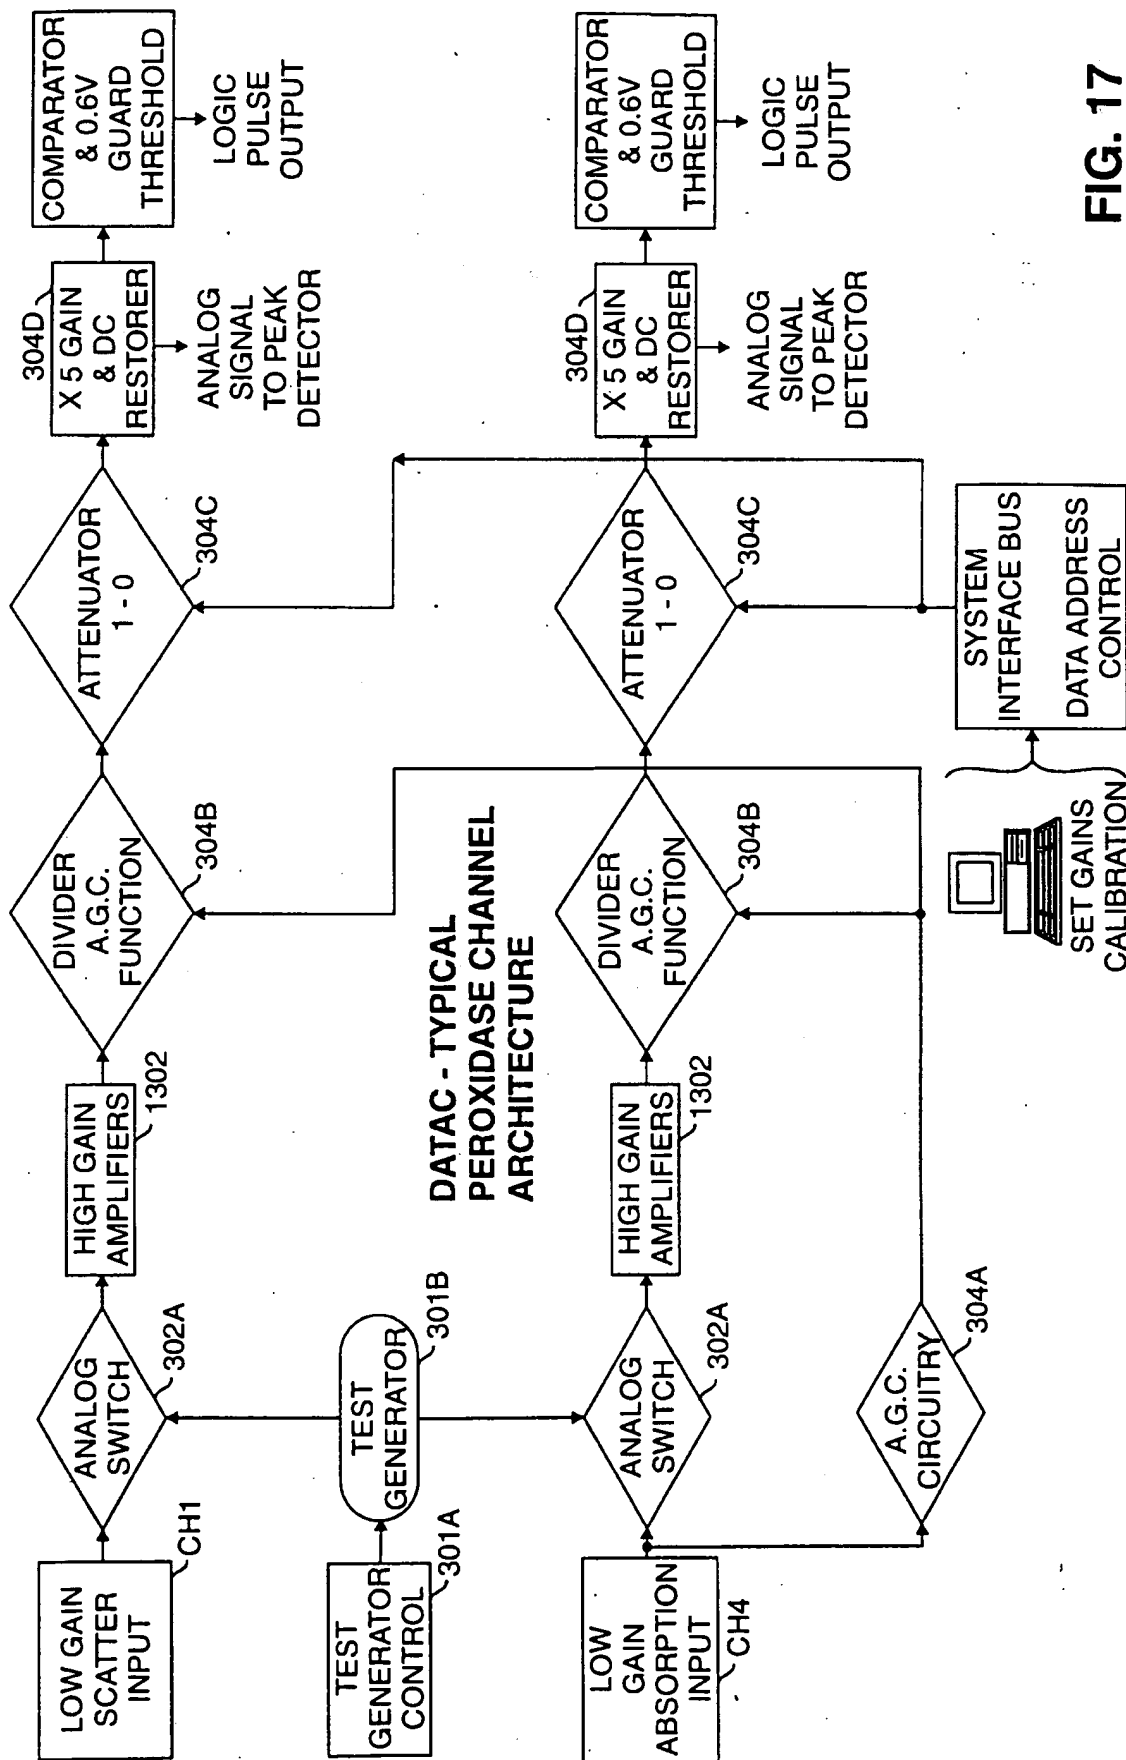 LOW GAIN
SCATTER
INPUT
CH1
ANALOG
SWITCH
302A
HIGH GAIN
AMPLIFIERS
1302
DIVIDER
A.G.C.
FUNCTION
304B
ATTENUATOR
1 - 0
304C
304D
X 5 GAIN
& DC
RESTORER
ANALOG
SIGNAL
TO PEAK
DETECTOR
COMPARATOR
& 0.6V
GUARD
THRESHOLD
LOGIC
PULSE
OUTPUT
TEST
GENERATOR
CONTROL
301A
TEST
GENERATOR
301B
DATAC - TYPICAL
PEROXIDASE CHANNEL
ARCHITECTURE
LOW
GAIN
ABSORPTION
INPUT
CH4
ANALOG
SWITCH
302A
HIGH GAIN
AMPLIFIERS
1302
DIVIDER
A.G.C.
FUNCTION
304B
ATTENUATOR
1 - 0
304C
304D
X 5 GAIN
& DC
RESTORER
ANALOG
SIGNAL
TO PEAK
DETECTOR
COMPARATOR
& 0.6V
GUARD
THRESHOLD
LOGIC
PULSE
OUTPUT
A.G.C.
CIRCUITRY
304A
SET GAINS
CALIBRATION
SYSTEM
INTERFACE BUS
DATA ADDRESS
CONTROL
FIG. 17